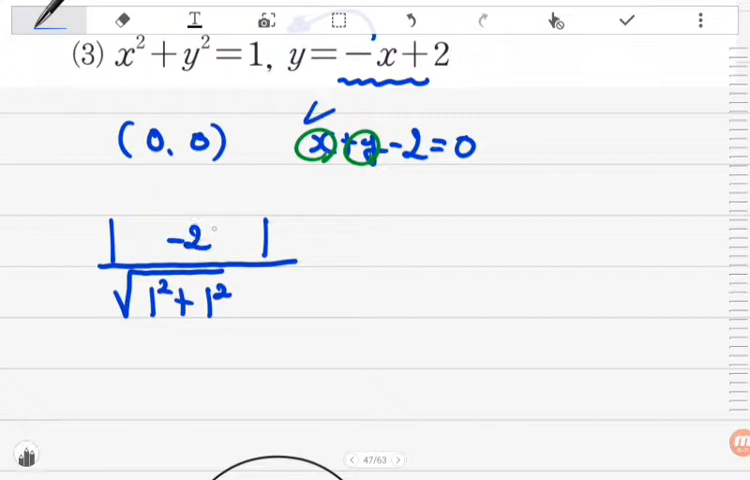 (3) x²+y²=1, y=−x+2
(0, 0) x+y-2=0
| -2 |
√1²+1²
47/63